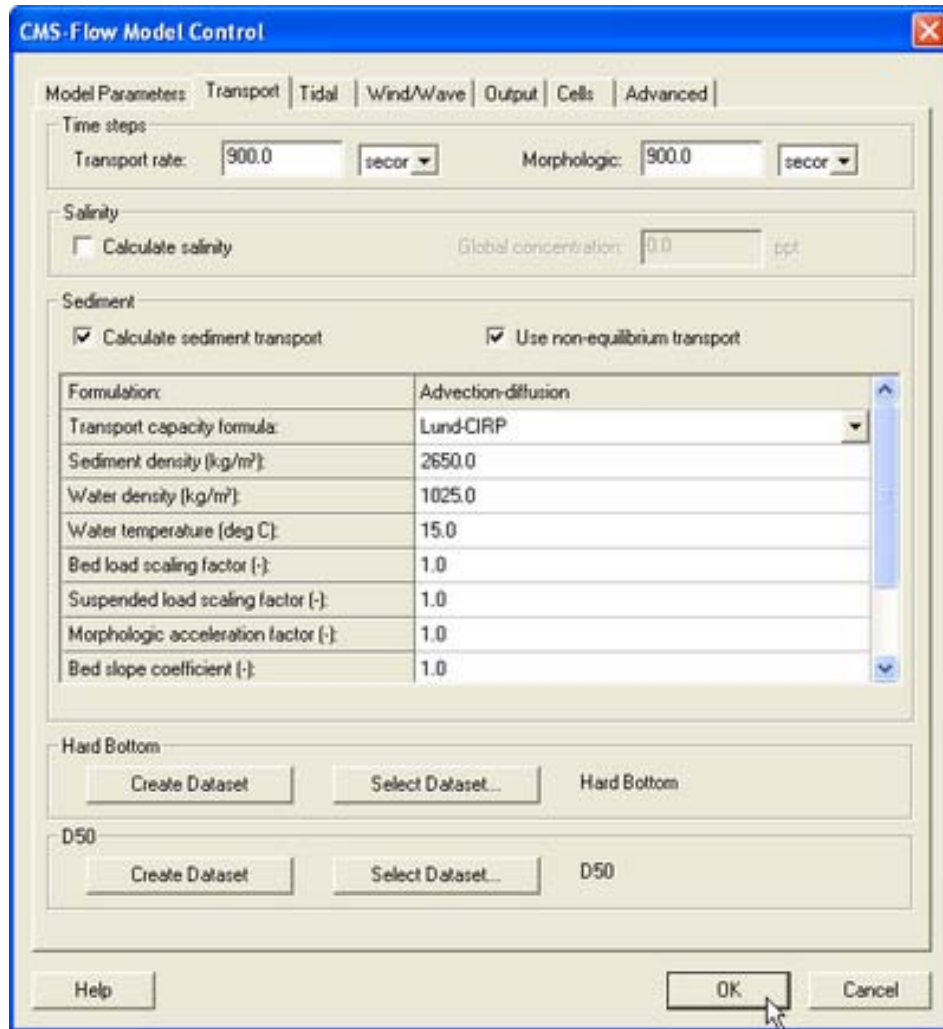 CMS-Flow Model Control
Model Parameters Transport Tidal Wind/Wave Output Cells Advanced
Time steps
Transport rate: 900.0 secor Morphologic: 900.0 secor
Salinity
Calculate salinity Global concentration: 0.0 ppt
Sediment
Calculate sediment transport Use non-equilibrium transport
Formulation: Advection-diffusion
Transport capacity formula: Lund-CIRP
Sediment density (kg/m³): 2650.0
Water density (kg/m³): 1025.0
Water temperature (deg C): 15.0
Bed load scaling factor (-): 1.0
Suspended load scaling factor (-): 1.0
Morphologic acceleration factor (-): 1.0
Bed slope coefficient (-): 1.0
Hard Bottom
Create Dataset Select Dataset... Hard Bottom
D50
Create Dataset Select Dataset... D50
Help OK Cancel